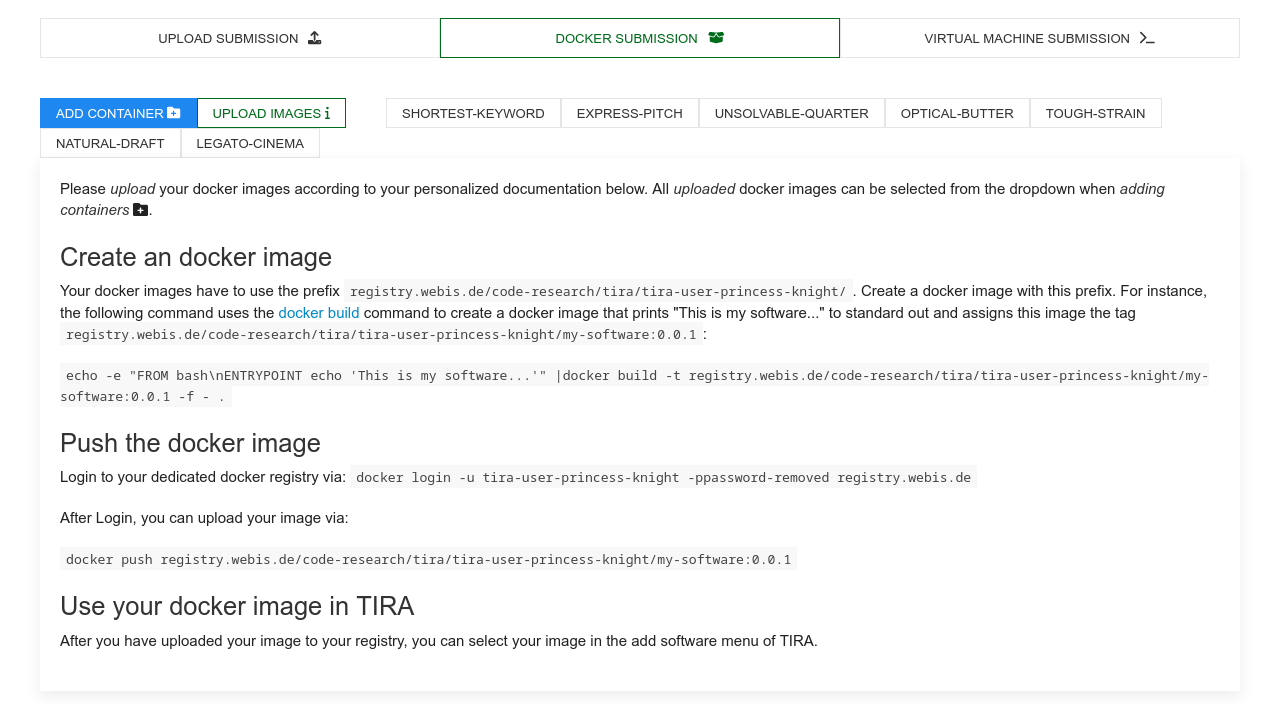 UPLOAD SUBMISSION DOCKER SUBMISSION VIRTUAL MACHINE SUBMISSION
ADD CONTAINER UPLOAD IMAGES SHORTEST-KEYWORD EXPRESS-PITCH UNSOLVABLE-QUARTER OPTICAL-BUTTER TOUGH-STRAIN
NATURAL-DRAFT LEGATO-CINEMA
Please upload your docker images according to your personalized documentation below. All uploaded docker images can be selected from the dropdown when adding
containers .
Create an docker image
Your docker images have to use the prefix registry.webis.de/code-research/tira/tira-user-princess-knight/ . Create a docker image with this prefix. For instance,
the following command uses the docker build command to create a docker image that prints "This is my software..." to standard out and assigns this image the tag
registry.webis.de/code-research/tira/tira-user-princess-knight/my-software:0.0.1 :
echo -e "FROM bash\nENTRYPOINT echo 'This is my software...'" |docker build -t registry.webis.de/code-research/tira/tira-user-princess-knight/my-
software:0.0.1 -f - .
Push the docker image
Login to your dedicated docker registry via: docker login -u tira-user-princess-knight -ppassword-removed registry.webis.de
After Login, you can upload your image via:
docker push registry.webis.de/code-research/tira/tira-user-princess-knight/my-software:0.0.1
Use your docker image in TIRA
After you have uploaded your image to your registry, you can select your image in the add software menu of TIRA.